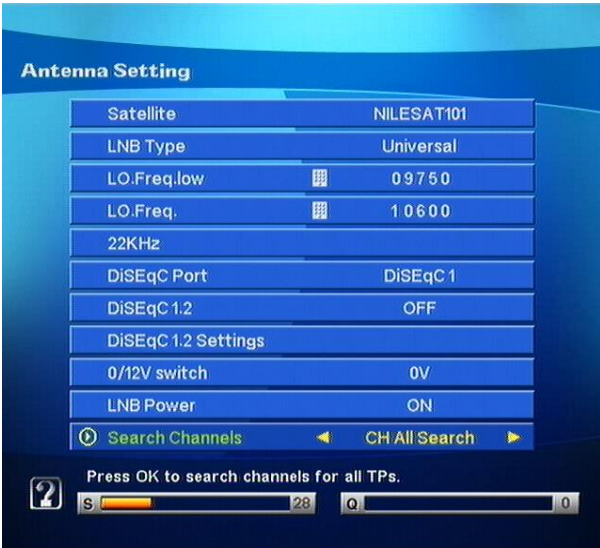 Antenna Setting
Satellite NILESAT101
LNB Type Universal
LO.Freq.low 09750
LO.Freq. 10600
22KHz
DiSEqC Port DiSEqC 1
DiSEqC 1.2 OFF
DiSEqC 1.2 Settings
0/12V switch 0V
LNB Power ON
Search Channels CH All Search
Press OK to search channels for all TPs.
S 28 Q 0